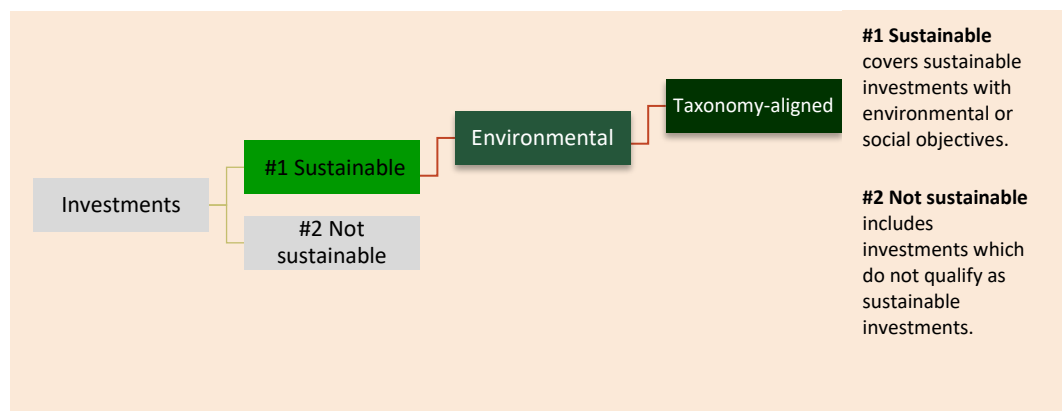 Investments
#1 Sustainable
#2 Not
sustainable
Environmental
Taxonomy-aligned
#1 Sustainable
covers sustainable
investments with
environmental or
social objectives.
#2 Not sustainable
includes
investments which
do not qualify as
sustainable
investments.